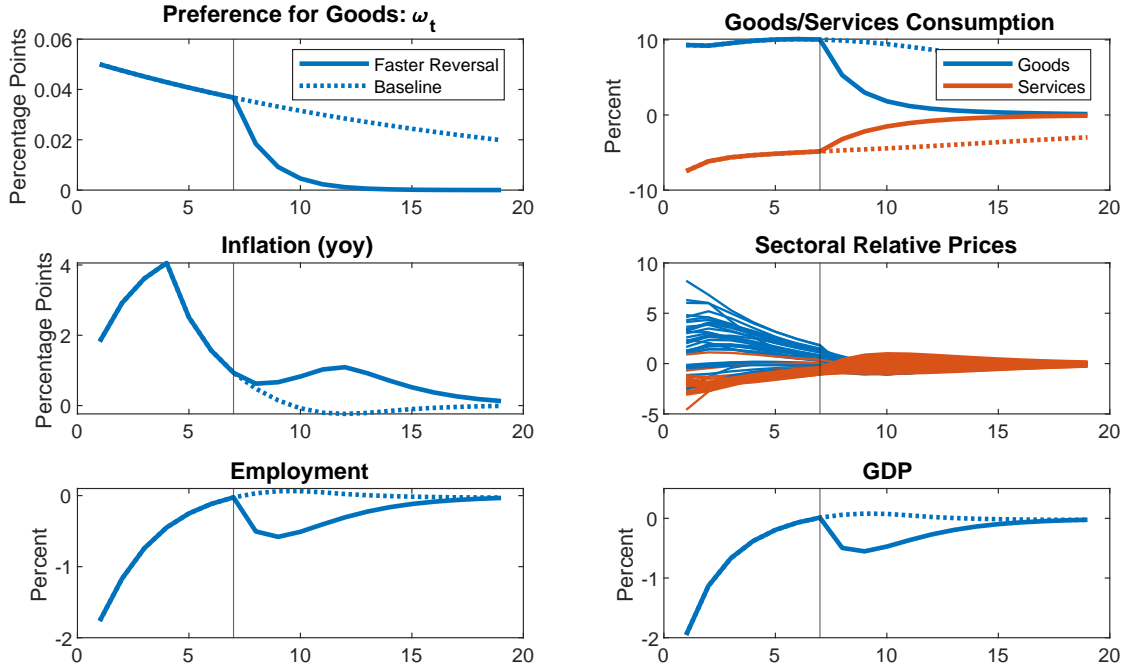 Preference for Goods: ω_t
Percentage Points
0.06
0.04
0.02
0
0 5 10 15 20
Faster Reversal
Baseline
Goods/Services Consumption
Percent
10
0
-10
0 5 10 15 20
Goods
Services
Inflation (yoy)
Percentage Points
4
2
0
0 5 10 15 20
Sectoral Relative Prices
10
5
0
-5
0 5 10 15 20
Employment
Percent
0
-1
-2
0 5 10 15 20
GDP
Percent
0
-1
-2
0 5 10 15 20